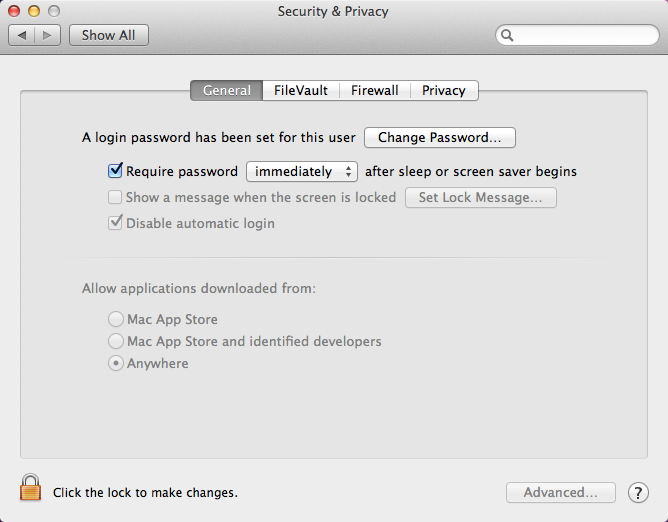 Security & Privacy
Show All
General FileVault Firewall Privacy
A login password has been set for this user Change Password...
Require password immediately after sleep or screen saver begins
Show a message when the screen is locked Set Lock Message...
Disable automatic login
Allow applications downloaded from:
Mac App Store
Mac App Store and identified developers
Anywhere
Click the lock to make changes. Advanced... ?